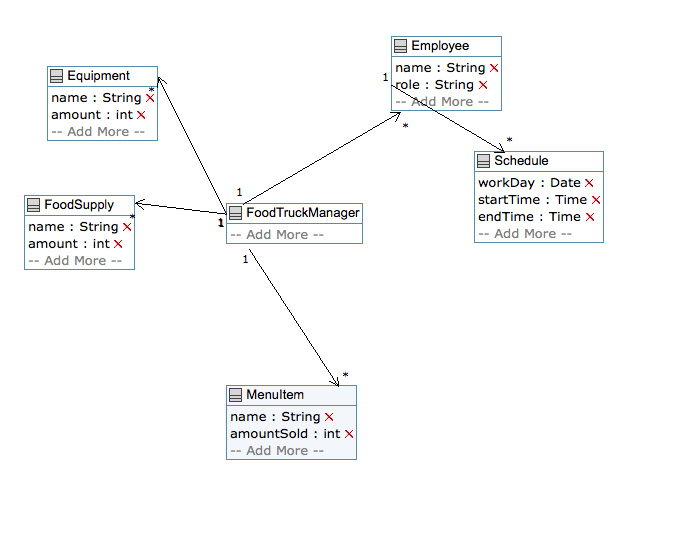 Employee
name : String
role : String
-- Add More --
1
*
Equipment
name : String
amount : int
-- Add More --
*
*
Schedule
workDay : Date
startTime : Time
endTime : Time
-- Add More --
FoodSupply
name : String
amount : int
-- Add More --
*
1
FoodTruckManager
-- Add More --
1
1
1
*
MenuItem
name : String
amountSold : int
-- Add More --